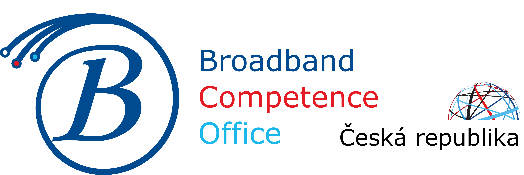 B
Broadband
Competence
Office
Česká republika